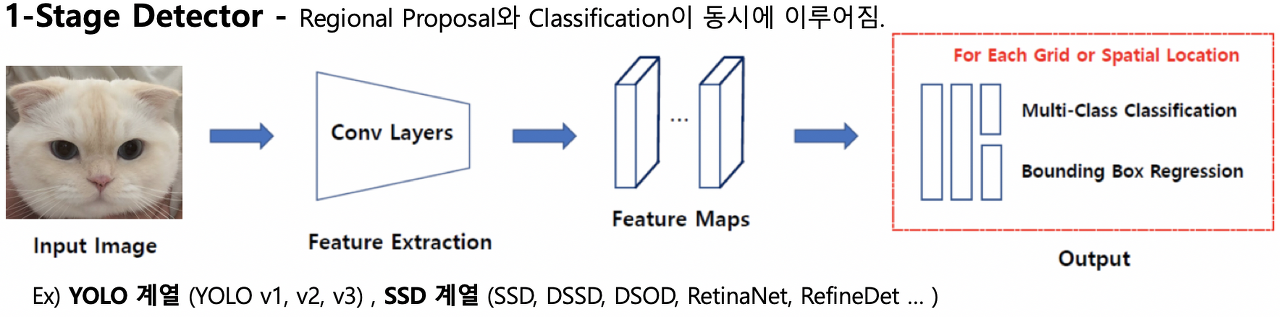 1-Stage Detector - Regional Proposal와 Classification이 동시에 이루어짐.
For Each Grid or Spatial Location
Conv Layers
...
Multi-Class Classification
Bounding Box Regression
Input Image
Feature Extraction
Feature Maps
Output
Ex) YOLO 계열 (YOLO v1, v2, v3) , SSD 계열 (SSD, DSSD, DSOD, RetinaNet, RefineDet ... )